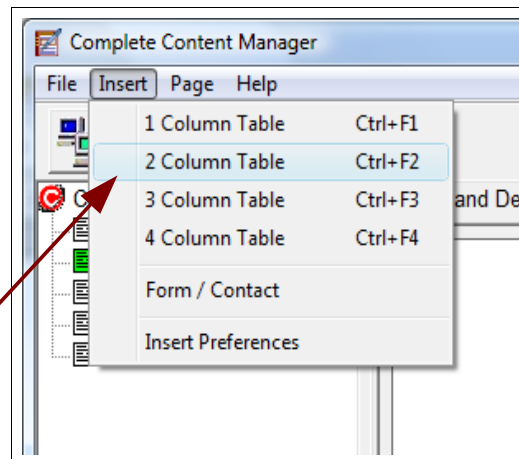 Complete Content Manager
File Insert Page Help
1 Column Table Ctrl+F1
2 Column Table Ctrl+F2
3 Column Table Ctrl+F3
and De
4 Column Table Ctrl+F4
Form / Contact
Insert Preferences